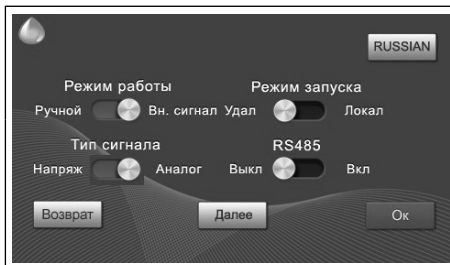 RUSSIAN
Режим работы Режим запуска
Ручной Вн. сигнал Удал Локал
Тип сигнала RS485
Напряж Аналог Выкл Вкл
Возврат Далее Ок